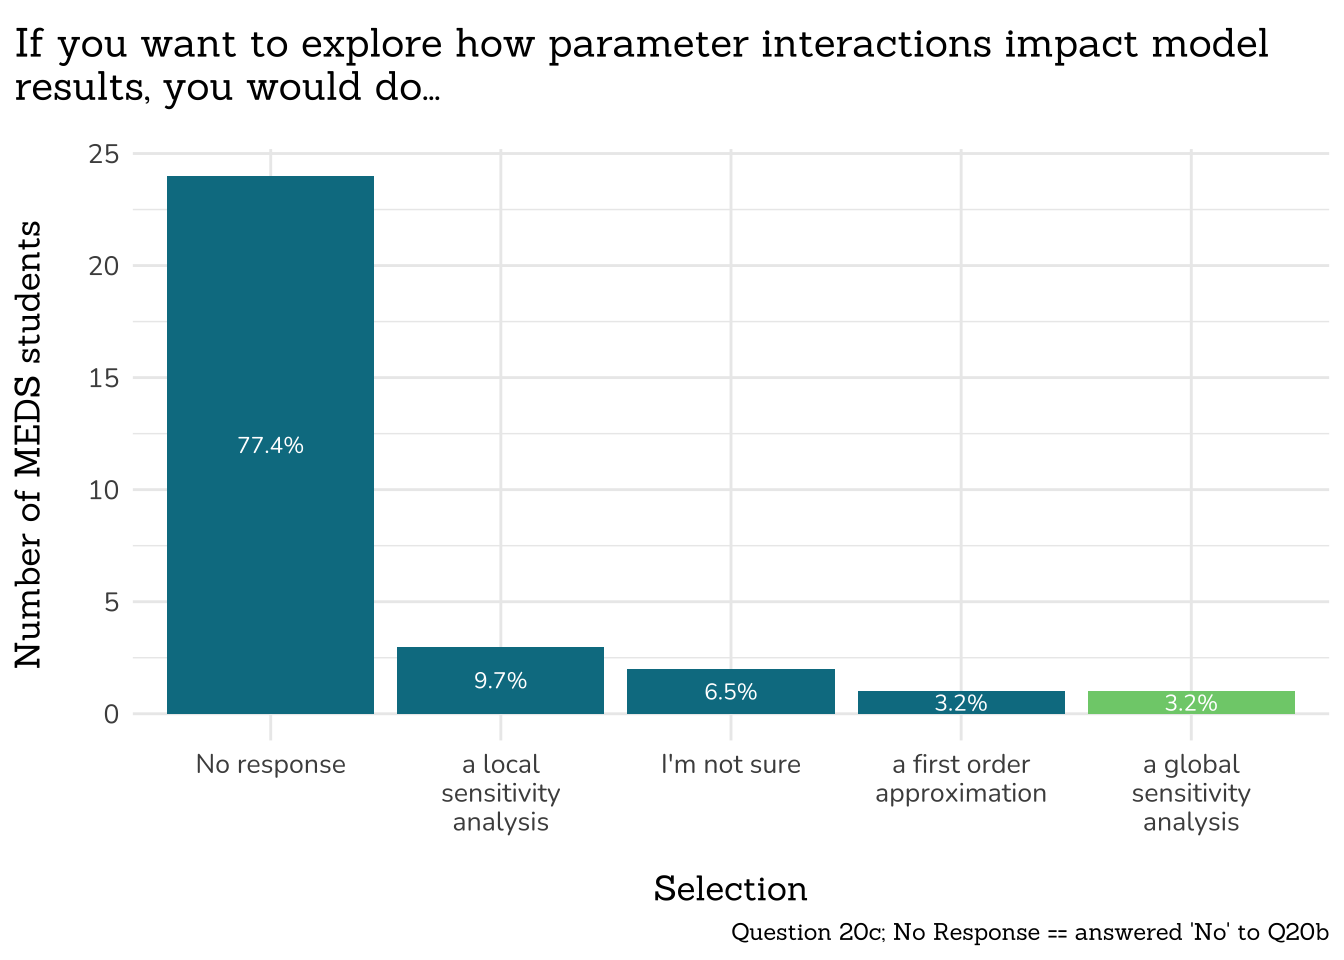 If you want to explore how parameter interactions impact model
results, you would do...
Number of MEDS students
25
20
15
10
5
0
77.4%
9.7%
6.5%
3.2%
3.2%
No response
a local
sensitivity
analysis
I'm not sure
a first order
approximation
a global
sensitivity
analysis
Selection
Question 20c; No Response == answered 'No' to Q20b